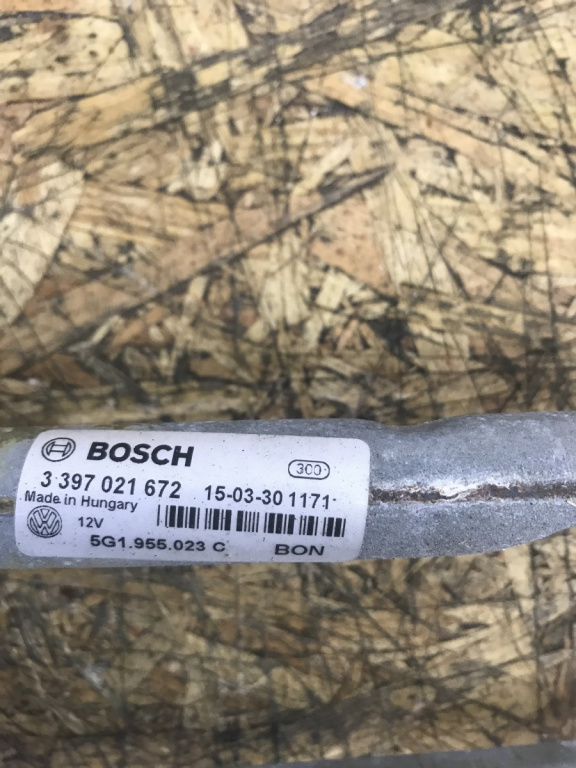 BOSCH
300
3 397 021 672 15-03-30 1171
Made in Hungary
12V
5G1.955.023 C BON